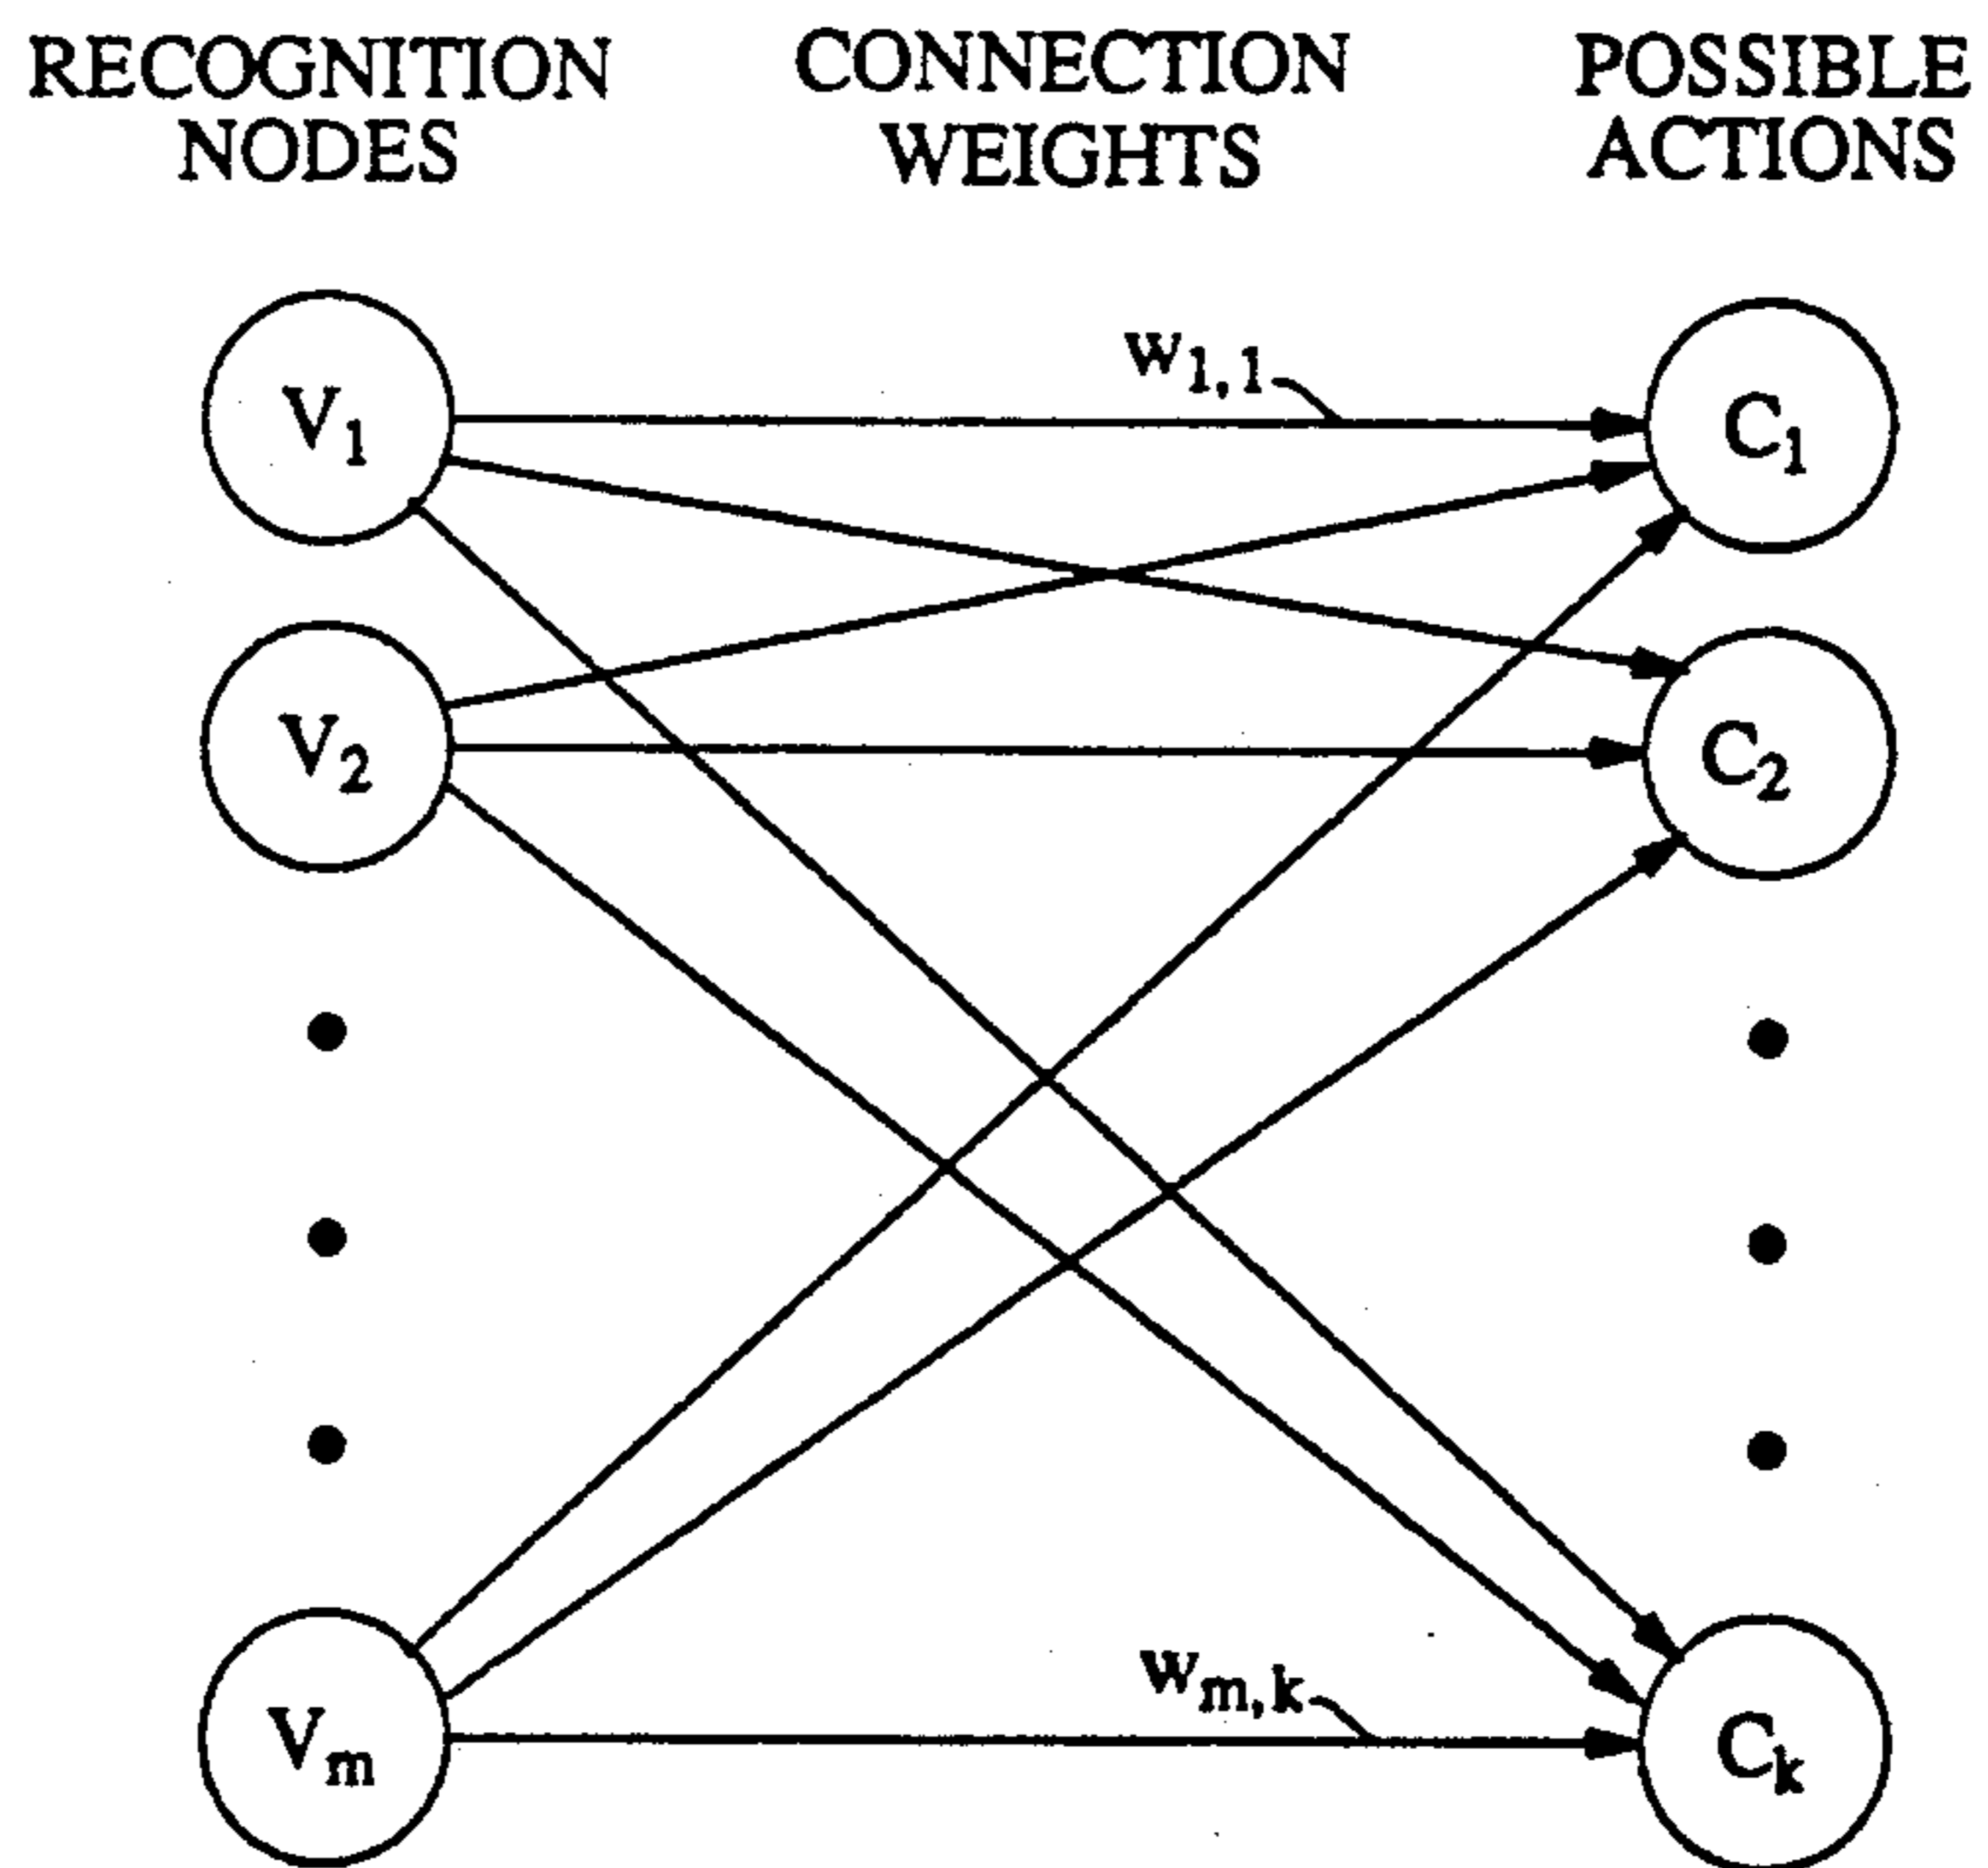 RECOGNITION NODES
CONNECTION WEIGHTS
POSSIBLE ACTIONS
V1
w1,1
C1
V2
C2
wm,k
Vm
Ck